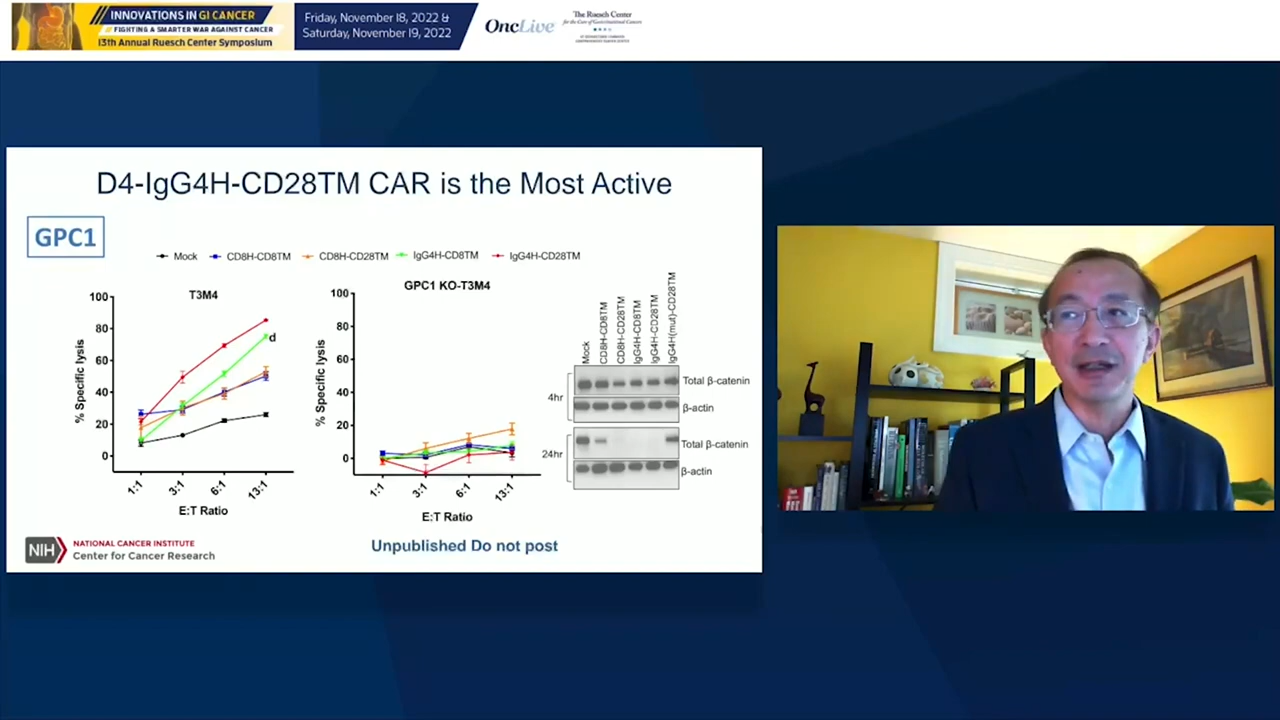 INNOVATIONS IN GI CANCER
FIGHTING A SMARTER WAR AGAINST CANCER
13th Annual Ruesch Center Symposium
Friday, November 18, 2022 &
Saturday, November 19, 2022
OncLive
The Ruesch Center
for the Cure of Gastrointestinal Cancers
D4-IgG4H-CD28TM CAR is the Most Active
GPC1
Mock
CD8H-CD8TM
CD8H-CD28TM
IgG4H-CD8TM
IgG4H-CD28TM
T3M4
% Specific lysis
100
80
60
40
20
0
d
1:1
3:1
6:1
13:1
E:T Ratio
GPC1 KO-T3M4
% Specific lysis
100
80
60
40
20
0
1:1
3:1
6:1
13:1
E:T Ratio
Mock
CD8H-CD8TM
CD8H-CD28TM
IgG4H-CD8TM
IgG4H-CD28TM
IgG4H(mut)-CD28TM
4hr
Total β-catenin
β-actin
24hr
Total β-catenin
β-actin
NIH
NATIONAL CANCER INSTITUTE
Center for Cancer Research
Unpublished Do not post